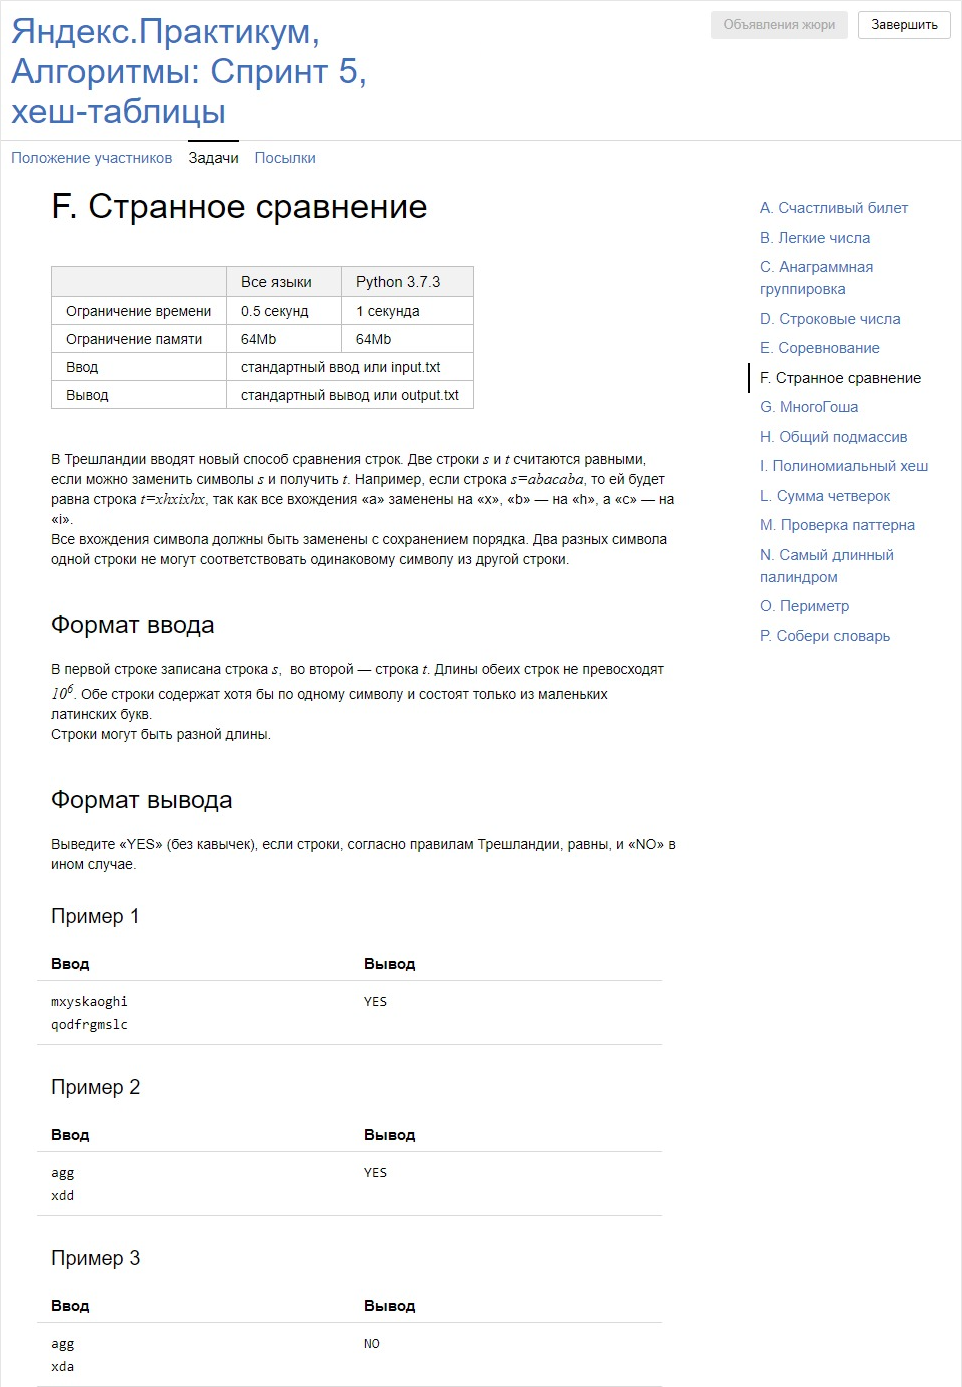 Яндекс.Практикум,
Алгоритмы: Спринт 5,
хеш-таблицы
Объявления жюри
Завершить
Положение участников Задачи Посылки
F. Странное сравнение
Все языки Python 3.7.3
Ограничение времени 0.5 секунд 1 секунда
Ограничение памяти 64Mb 64Mb
Ввод стандартный ввод или input.txt
Вывод стандартный вывод или output.txt
В Трешландии вводят новый способ сравнения строк. Две строки s и t считаются равными,
если можно заменить символы s и получить t. Например, если строка s=abacaba, то ей будет
равна строка t=xhxixhx, так как все вхождения «a» заменены на «x», «b» — на «h», а «c» — на
«i».
Все вхождения символа должны быть заменены с сохранением порядка. Два разных символа
одной строки не могут соответствовать одинаковому символу из другой строки.
Формат ввода
В первой строке записана строка s, во второй — строка t. Длины обеих строк не превосходят
10^6. Обе строки содержат хотя бы по одному символу и состоят только из маленьких
латинских букв.
Строки могут быть разной длины.
Формат вывода
Выведите «YES» (без кавычек), если строки, согласно правилам Трешландии, равны, и «NO» в
ином случае.
Пример 1
Ввод Вывод
mxyskaoghi YES
qodfrgmslc
Пример 2
Ввод Вывод
agg YES
xdd
Пример 3
Ввод Вывод
agg NO
xda
A. Счастливый билет
B. Легкие числа
C. Анаграммная
группировка
D. Строковые числа
E. Соревнование
F. Странное сравнение
G. МногоГоша
H. Общий подмассив
I. Полиномиальный хеш
L. Сумма четверок
M. Проверка паттерна
N. Самый длинный
палиндром
O. Периметр
P. Собери словарь